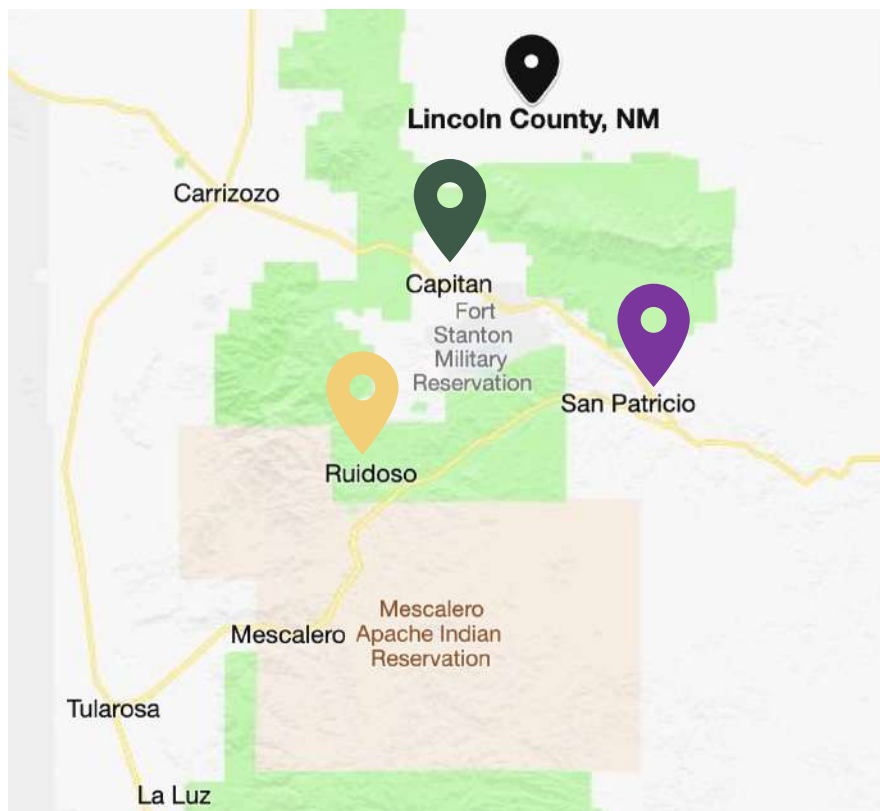 Lincoln County, NM
Carrizozo
Capitan
Fort
Stanton
Military
Reservation
San Patricio
Ruidoso
Mescalero
Mescalero
Apache Indian
Reservation
Tularosa
La Luz